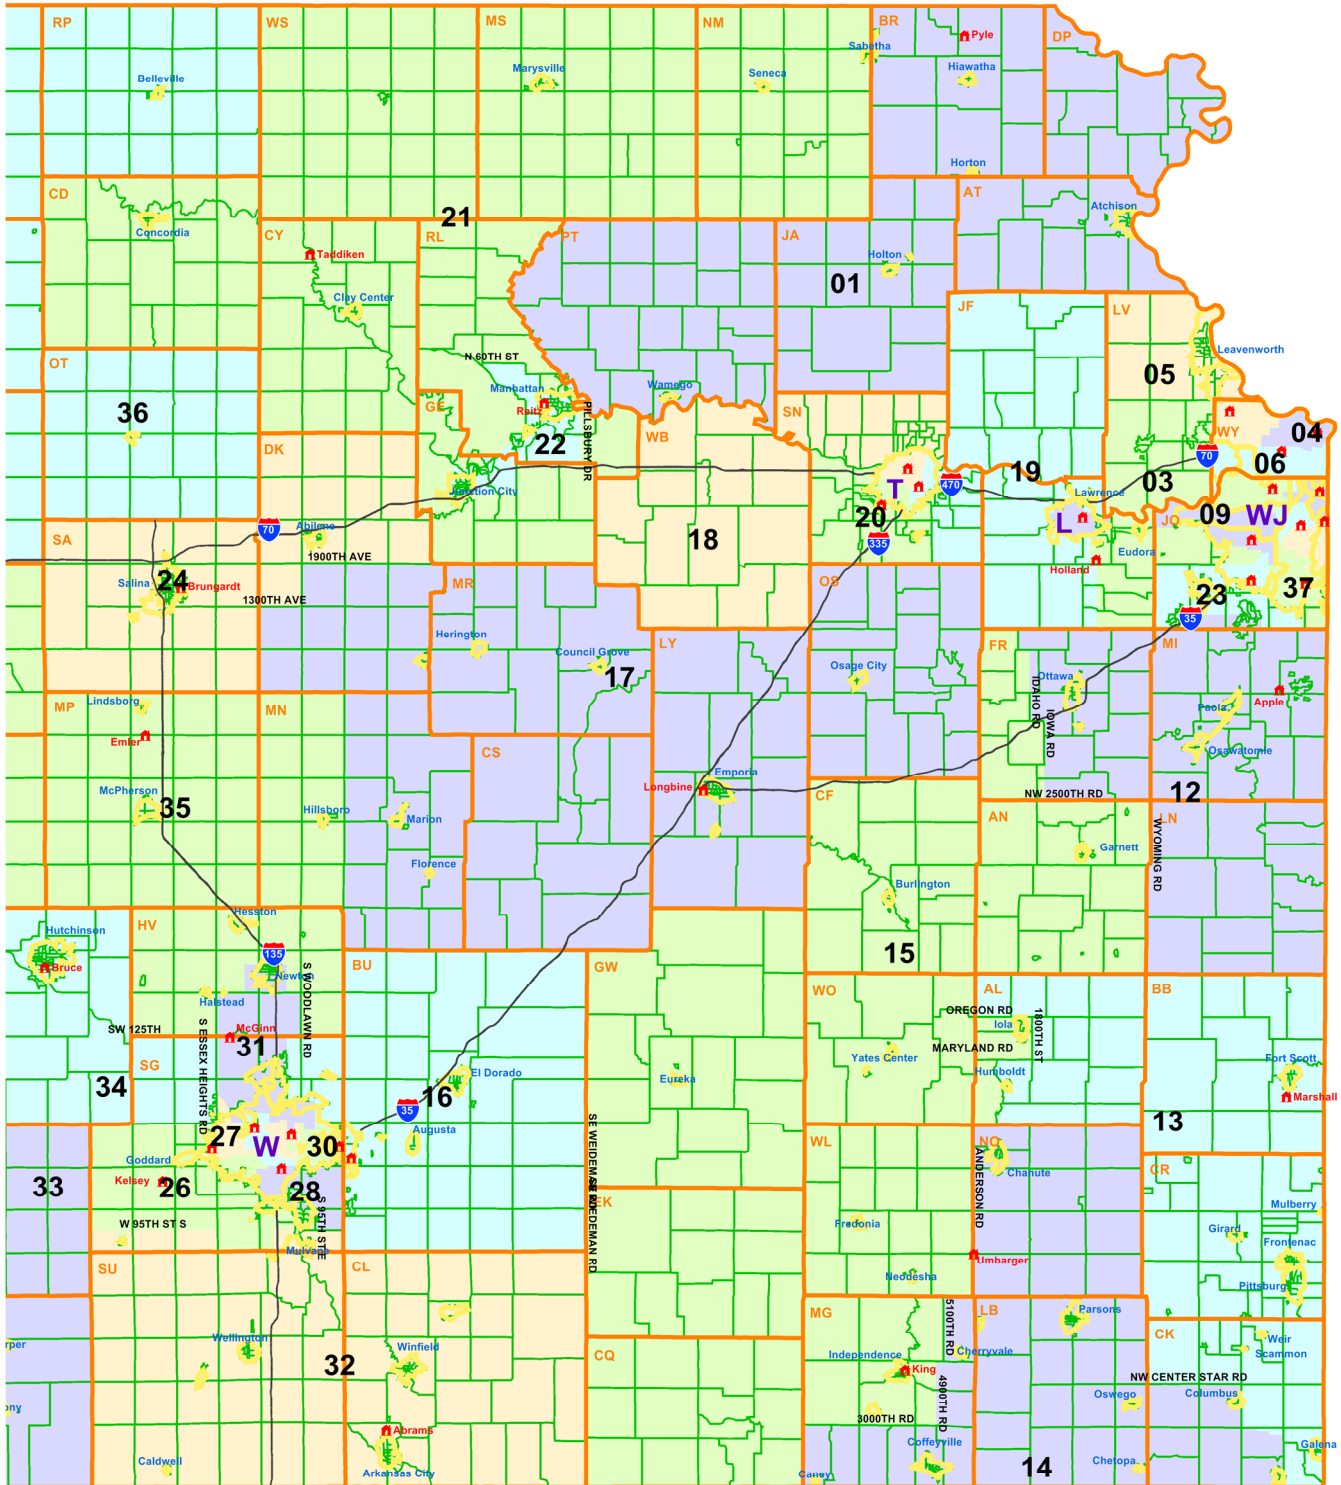 RP
WS
MS
NM
BR
DP
Pyle
Sabetha
Belleville
Marysville
Seneca
Hiawatha
Horton
CD
AT
Atchison
Concordia
21
CY
RL
PT
JA
Taddiken
Holton
01
Clay Center
JF
LV
Leavenworth
OT
N 60TH ST
05
Manhattan
Wamego
Reitz
36
GE
SN
WB
PILLSBURY DR
WY
04
22
DK
70
06
19
03
Junction City
T
470
Lawrence
20
L
09
WJ
JO
SA
70
Abilene
18
335
Eudora
1900TH AVE
Holland
Salina
24
Brungardt
MR
OS
23
37
1300TH AVE
35
Herington
LY
FR
MI
Council Grove
17
Osage City
Ottawa
IDAHO RD
IOWA RD
MP
Lindsborg
MN
Paola
Apple
Emler
CS
Osawatomie
Emporia
Longbine
McPherson
CF
NW 2500TH RD
12
35
Hillsboro
Marion
AN
LN
WYOMING RD
Garnett
Florence
Burlington
HV
Hesston
Hutchinson
135
BU
15
Bruce
Newton
GW
S WOODLAWN RD
Halstead
WO
AL
BB
OREGON RD
1800TH ST
SW 125TH
S ESSEX HEIGHTS RD
McGinn
31
Iola
MARYLAND RD
SG
Yates Center
Fort Scott
34
El Dorado
Eureka
Humboldt
16
35
Marshall
13
SE WEIDEMAN RD
27
W
30
Augusta
WL
NO
ANDERSON RD
Goddard
Chanute
CR
33
Kelsey
26
28
EK
S 95TH ST E
Mulberry
W 95TH ST S
Fredonia
Girard
Frontenac
Mulvane
Umbarger
SU
CL
Neodesha
Pittsburg
MG
5100TH RD
LB
Parsons
CK
Wellington
Winfield
CQ
Independence
Cherryvale
Weir
Scammon
32
King
4900TH RD
NW CENTER STAR RD
Oswego
Columbus
3000TH RD
Abrams
Coffeyville
Galena
Caldwell
Arkansas City
Caney
14
Chetopa